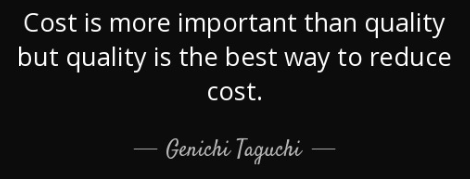 Cost is more important than quality
but quality is the best way to reduce
cost.
Genichi Taguchi